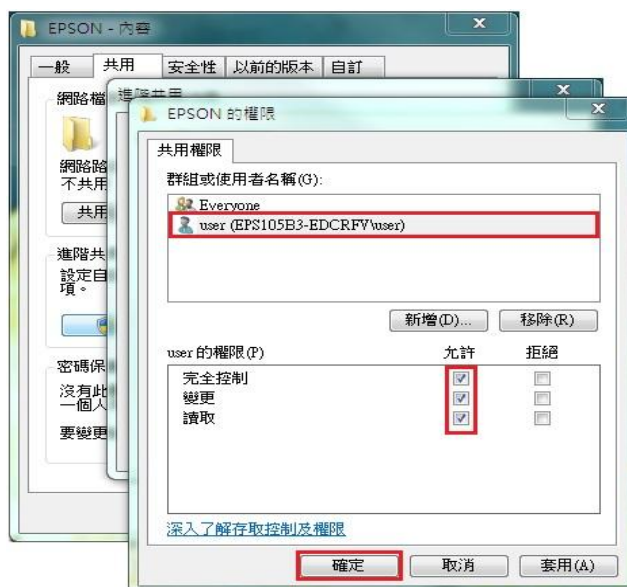 EPSON - 內容
一般 共用 安全性 以前的版本 自訂
網路檔
進階共用
網路路
不共用
共用
進階共
設定自
項。
密碼保
沒有此
一個人
要變更
EPSON 的權限
共用權限
群組或使用者名稱(G):
Everyone
user (EPS105B3-EDCRFV\user)
新增(D)... 移除(R)
user 的權限(P) 允許 拒絕
完全控制
變更
讀取
深入了解存取控制及權限
確定 取消 套用(A)